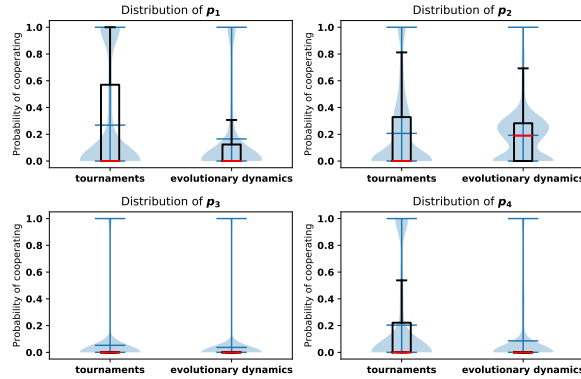 Distribution of p1
Probability of cooperating
1.0
0.8
0.6
0.4
0.2
0.0
tournaments evolutionary dynamics
Distribution of p2
Probability of cooperating
1.0
0.8
0.6
0.4
0.2
0.0
tournaments evolutionary dynamics
Distribution of p3
Probability of cooperating
1.0
0.8
0.6
0.4
0.2
0.0
tournaments evolutionary dynamics
Distribution of p4
Probability of cooperating
1.0
0.8
0.6
0.4
0.2
0.0
tournaments evolutionary dynamics